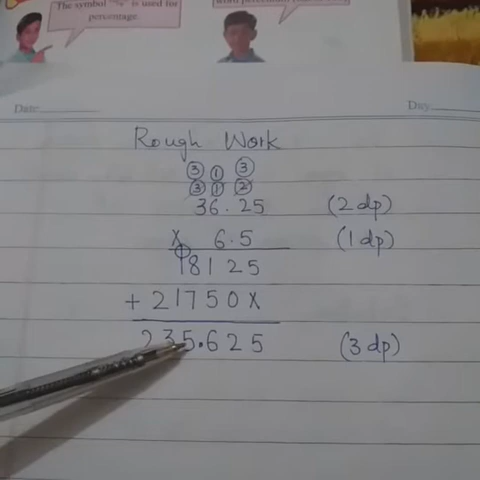 The symbol "%" is used for
percentage.
Date
Day
Rough Work
3 1 3
3 1 2
36.25 (2 dp)
x 6.5 (1 dp)
18125
+ 21750x
235.625 (3 dp)